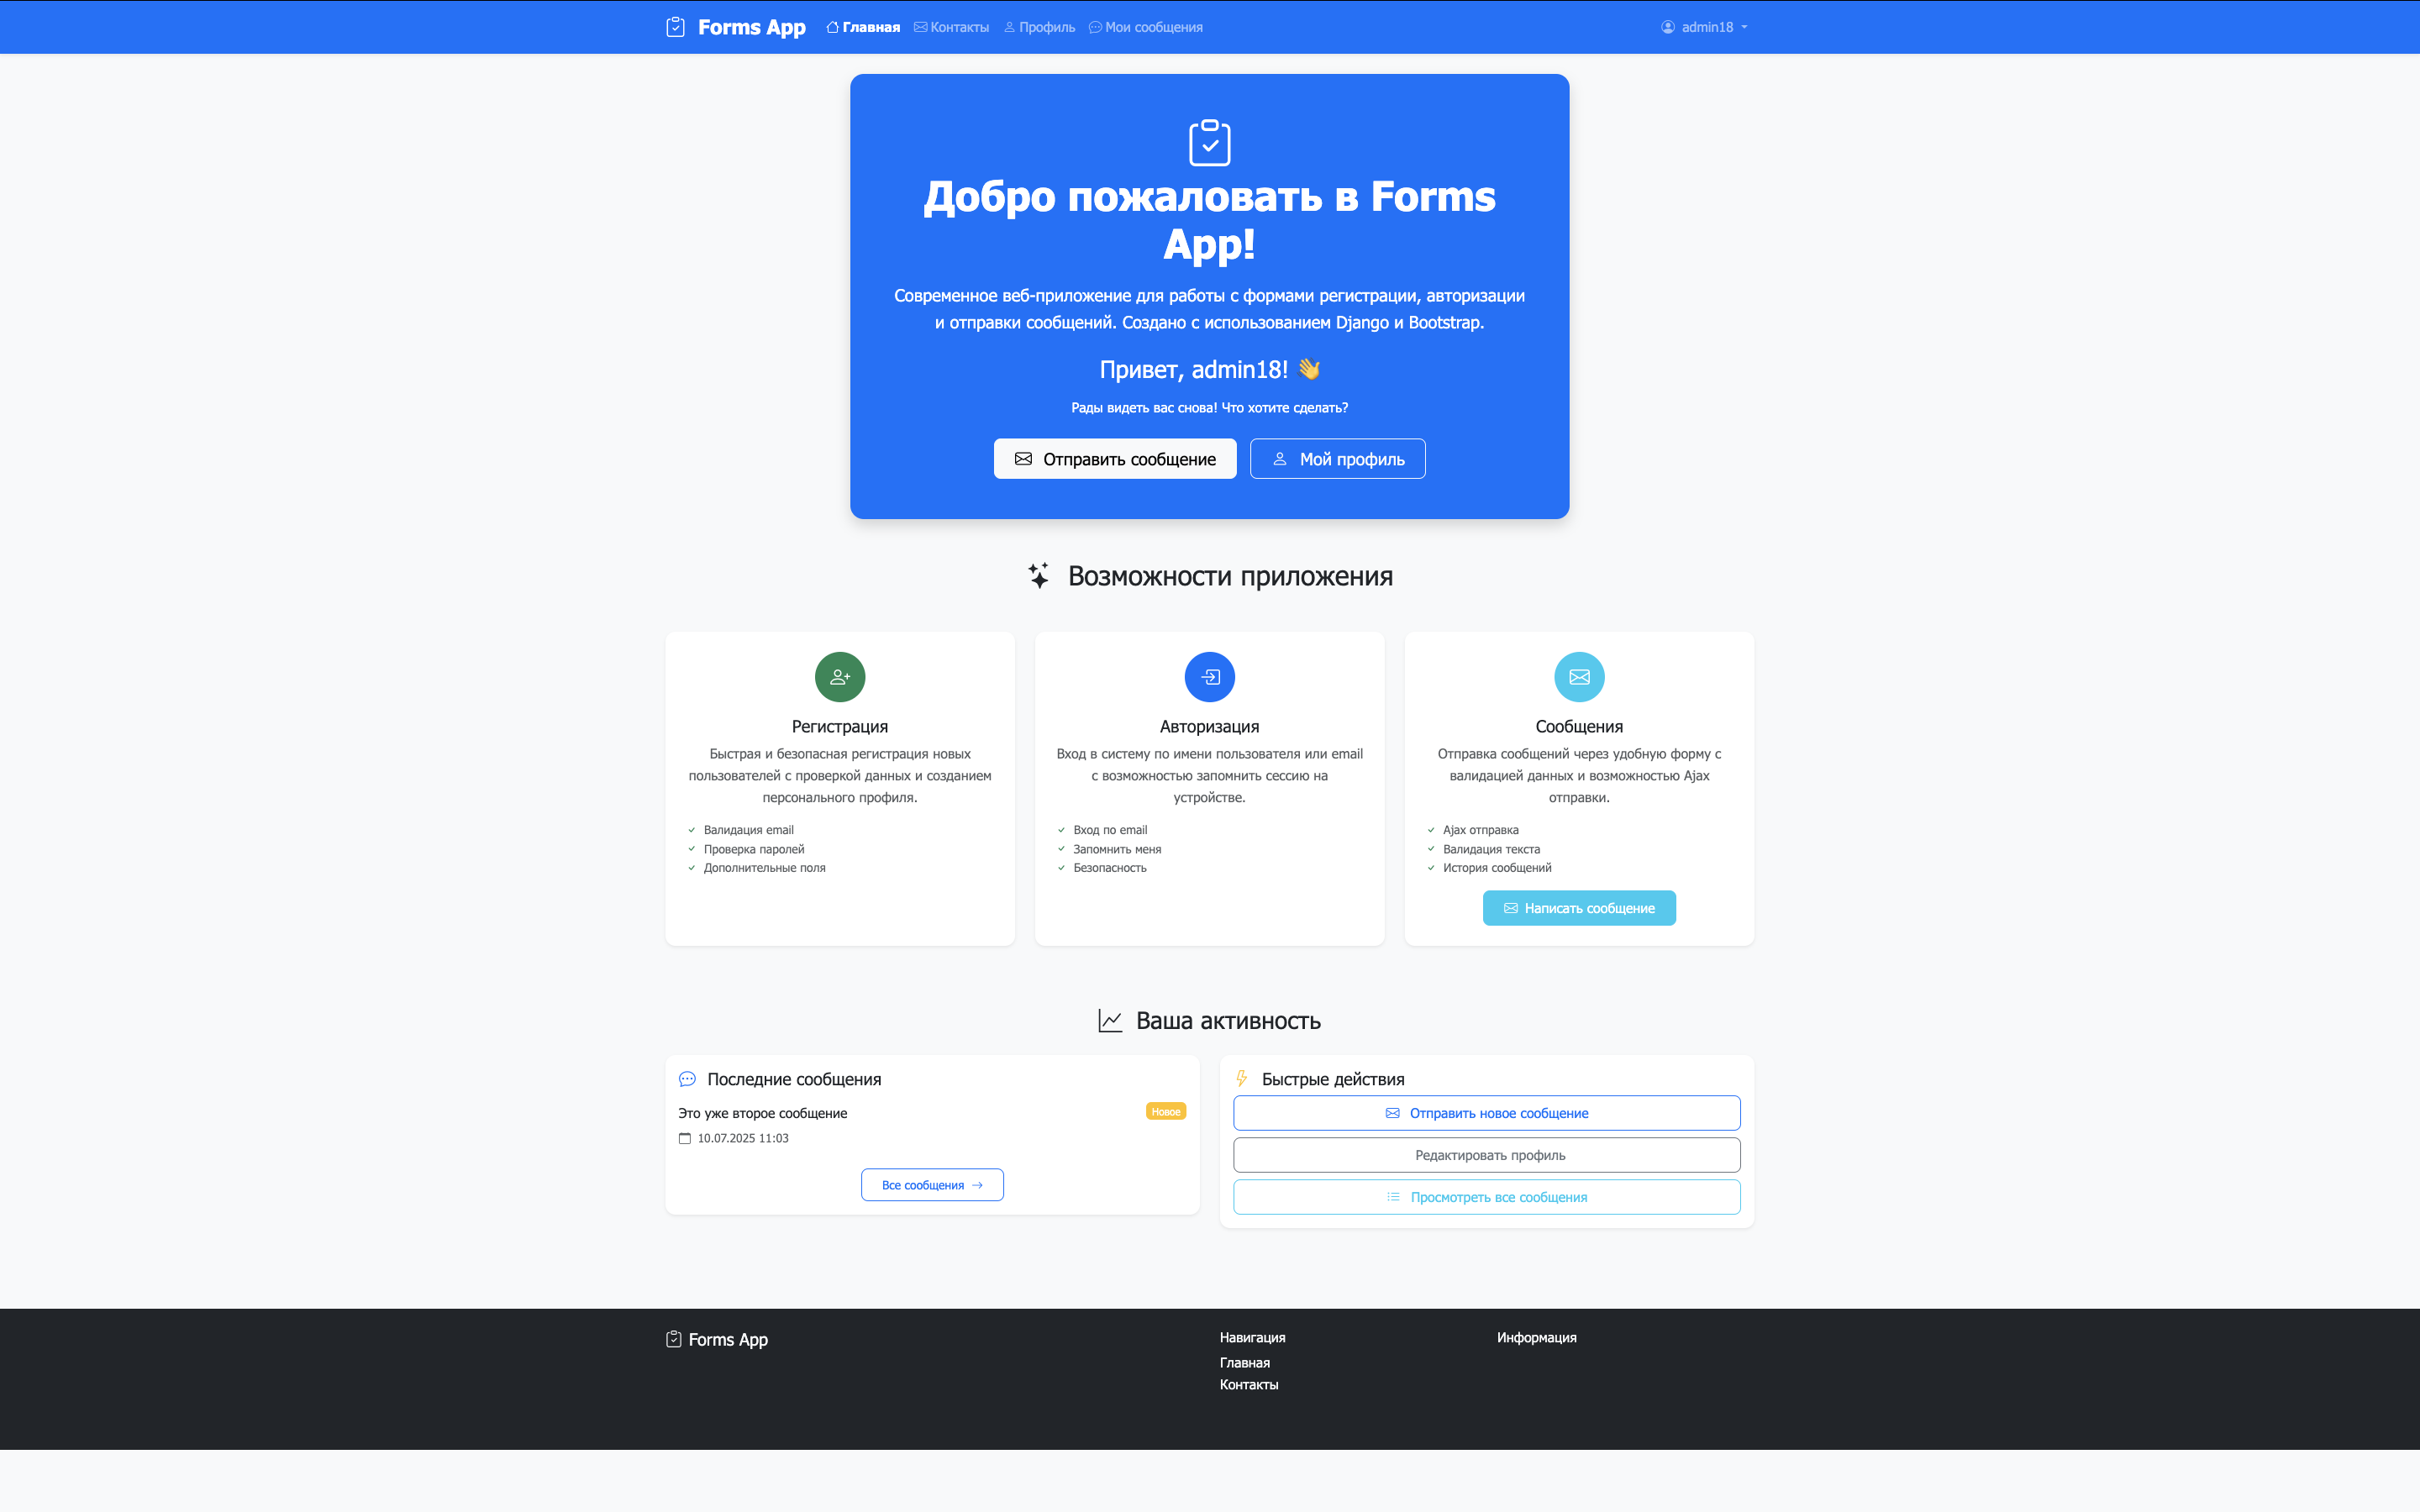 Forms App Главная Контакты Профиль Мои сообщения admin18
Добро пожаловать в Forms
App!
Современное веб-приложение для работы с формами регистрации, авторизации
и отправки сообщений. Создано с использованием Django и Bootstrap.
Привет, admin18! 👋
Рады видеть вас снова! Что хотите сделать?
Отправить сообщение Мой профиль
Возможности приложения
Регистрация
Быстрая и безопасная регистрация новых
пользователей с проверкой данных и созданием
персонального профиля.
Валидация email
Проверка паролей
Дополнительные поля
Авторизация
Вход в систему по имени пользователя или email
с возможностью запомнить сессию на
устройстве.
Вход по email
Запомнить меня
Безопасность
Сообщения
Отправка сообщений через удобную форму с
валидацией данных и возможностью Ajax
отправки.
Ajax отправка
Валидация текста
История сообщений
Написать сообщение
Ваша активность
Последние сообщения
Это уже второе сообщение Новое
10.07.2025 11:03
Все сообщения
Быстрые действия
Отправить новое сообщение
Редактировать профиль
Просмотреть все сообщения
Forms App
Навигация
Главная
Контакты
Информация